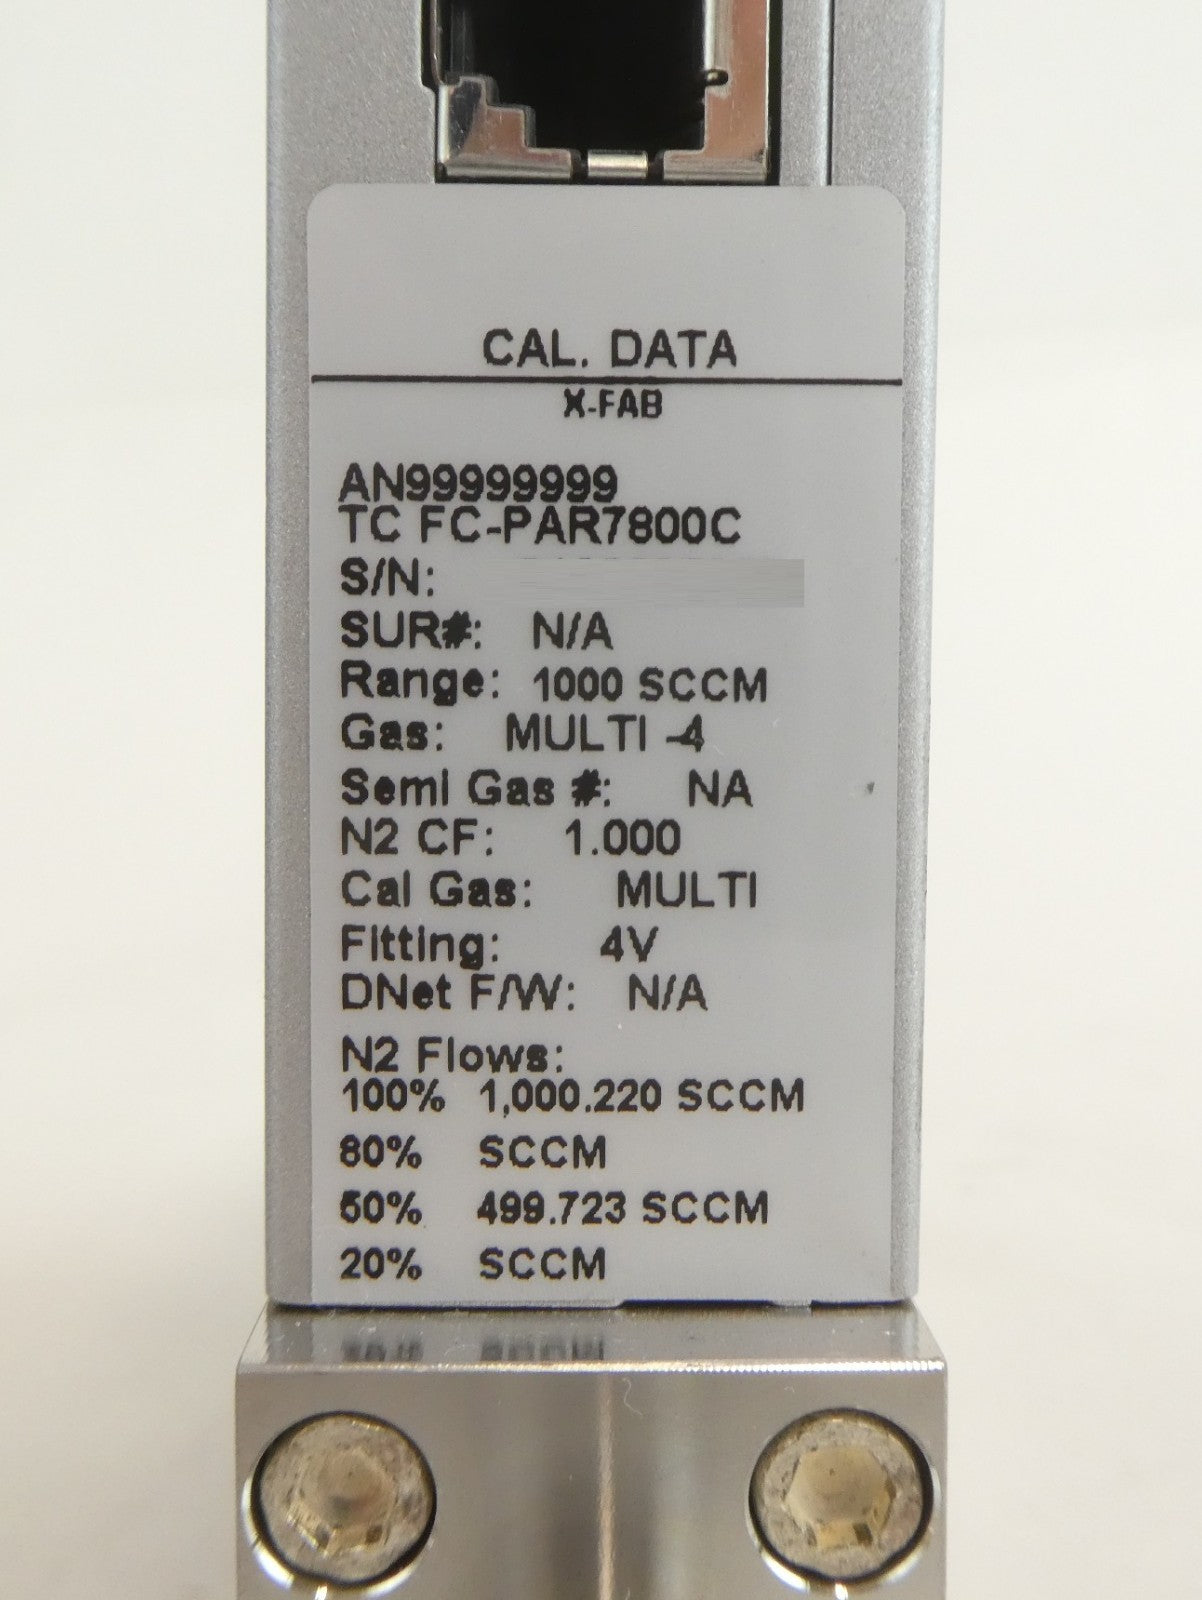 CAL. DATA
X-FAB
AN99999999
TC FC-PAR7800C
S/N:
SUR#: N/A
Range: 1000 SCCM
Gas: MULTI -4
Semi Gas #: NA
N2 CF: 1.000
Cal Gas: MULTI
Fitting: 4V
DNet F/W: N/A
N2 Flows:
100% 1,000.220 SCCM
80% SCCM
50% 499.723 SCCM
20% SCCM